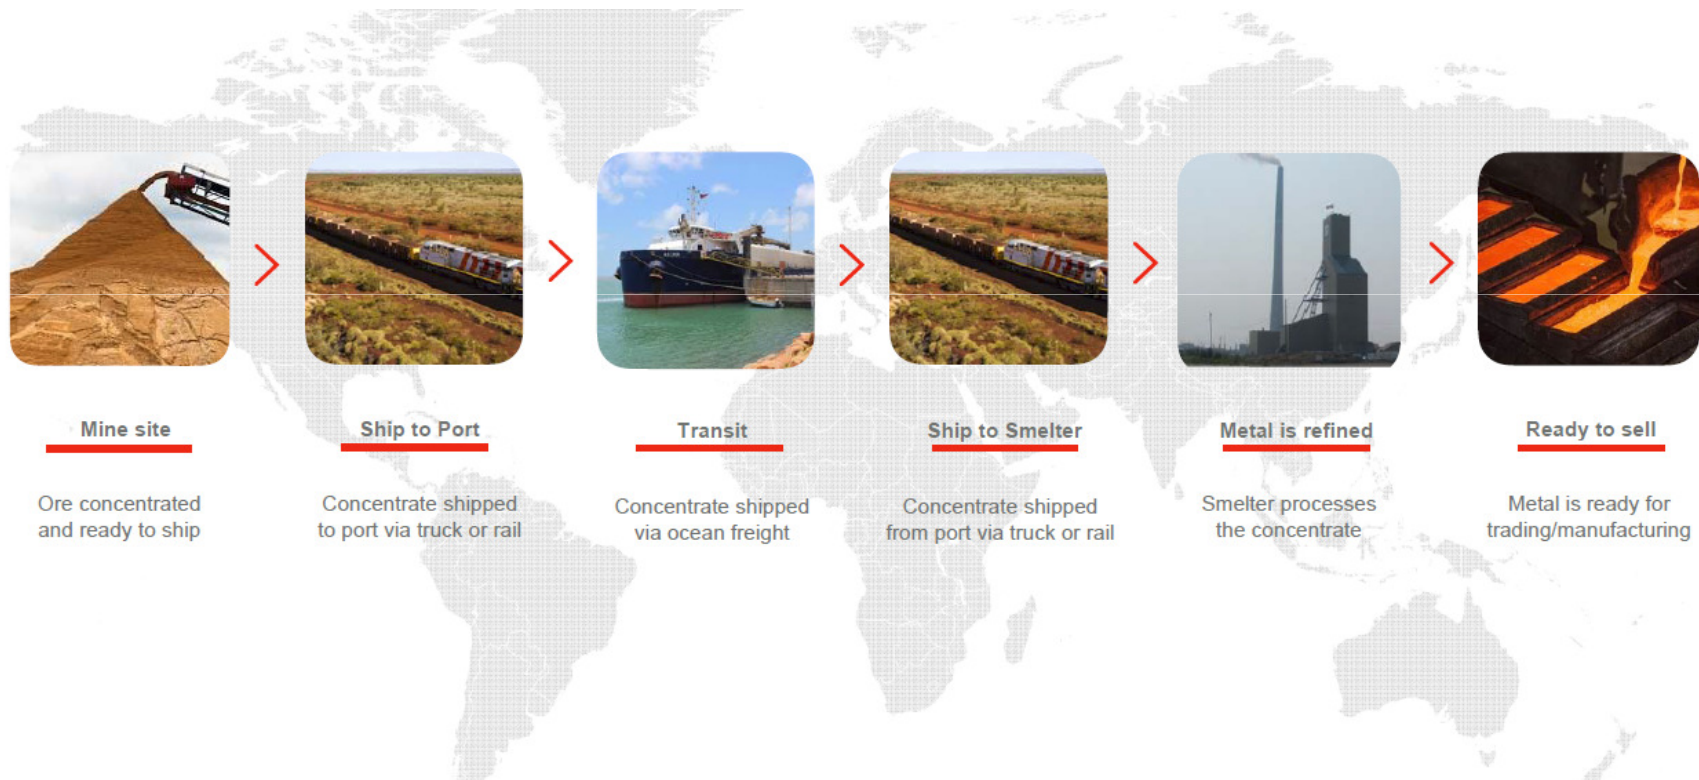 Mine site
Ore concentrated
and ready to ship
Ship to Port
Concentrate shipped
to port via truck or rail
Transit
Concentrate shipped
via ocean freight
Ship to Smelter
Concentrate shipped
from port via truck or rail
Metal is refined
Smelter processes
the concentrate
Ready to sell
Metal is ready for
trading/manufacturing